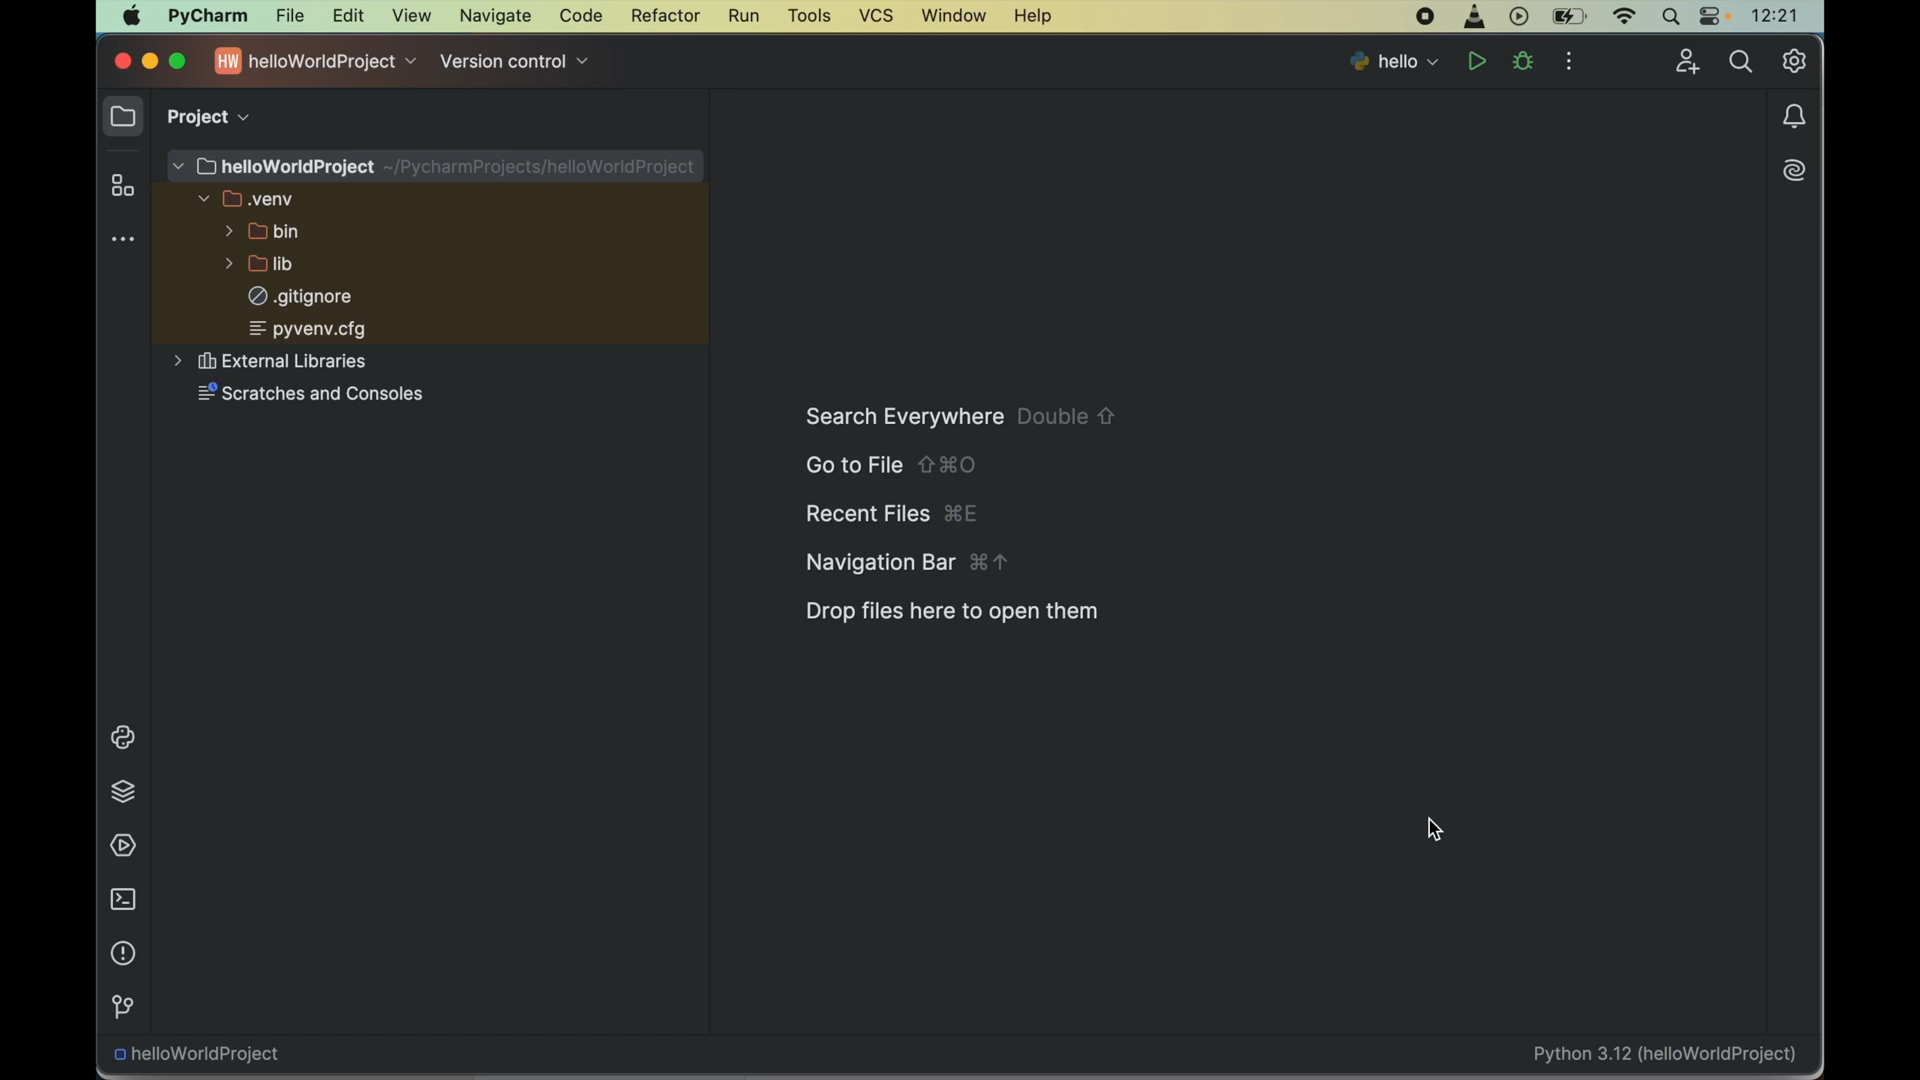 PyCharm File Edit View Navigate Code Refactor Run Tools VCS Window Help 12:21
HW helloWorldProject Version control hello
Project
helloWorldProject ~/PycharmProjects/helloWorldProject
.venv
bin
lib
.gitignore
pyvenv.cfg
External Libraries
Scratches and Consoles
Search Everywhere Double ⇧
Go to File ⇧⌘O
Recent Files ⌘E
Navigation Bar ⌘↑
Drop files here to open them
helloWorldProject Python 3.12 (helloWorldProject)